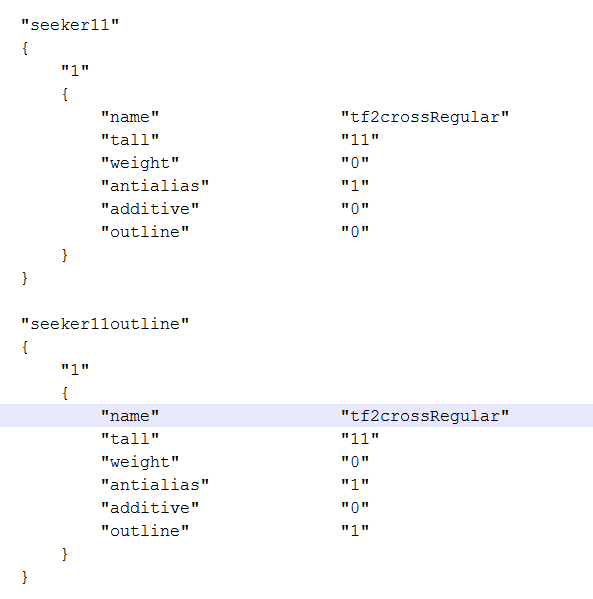 "seeker11"
{
"1"
{
"name" "tf2crossRegular"
"tall" "11"
"weight" "0"
"antialias" "1"
"additive" "0"
"outline" "0"
}
}
"seeker11outline"
{
"1"
{
"name" "tf2crossRegular"
"tall" "11"
"weight" "0"
"antialias" "1"
"additive" "0"
"outline" "1"
}
}